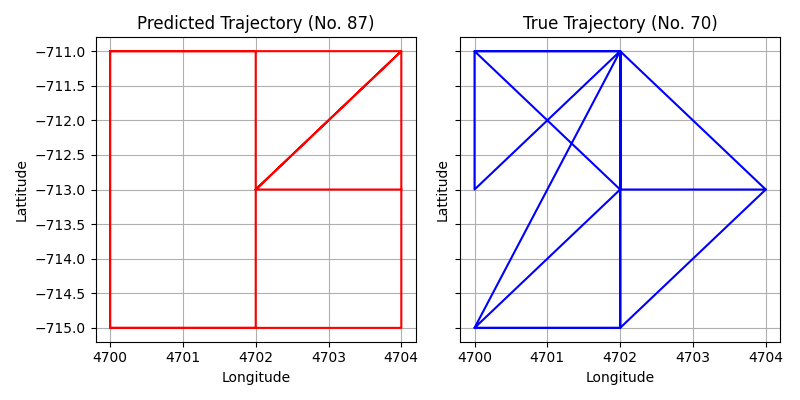 Predicted Trajectory (No. 87)
True Trajectory (No. 70)
−711.0
−711.5
−712.0
−712.5
−713.0
−713.5
−714.0
−714.5
−715.0
Lattitude
Lattitude
4700 4701 4702 4703 4704
4700 4701 4702 4703 4704
Longitude
Longitude